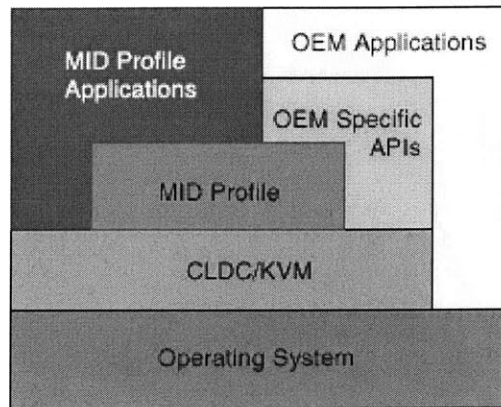 MID Profile
Applications
OEM Applications
OEM Specific
APIs
MID Profile
CLDC/KVM
Operating System